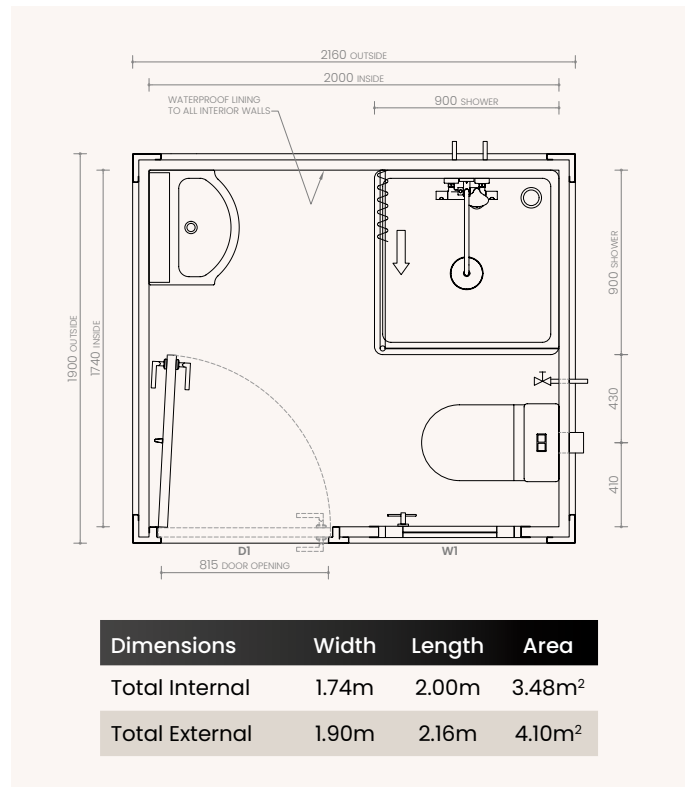 2160 OUTSIDE
2000 INSIDE
WATERPROOF LINING
TO ALL INTERIOR WALLS
900 SHOWER
1900 OUTSIDE
1740 INSIDE
900 SHOWER
430
410
D1
W1
815 DOOR OPENING
Dimensions Width Length Area
Total Internal 1.74m 2.00m 3.48m²
Total External 1.90m 2.16m 4.10m²